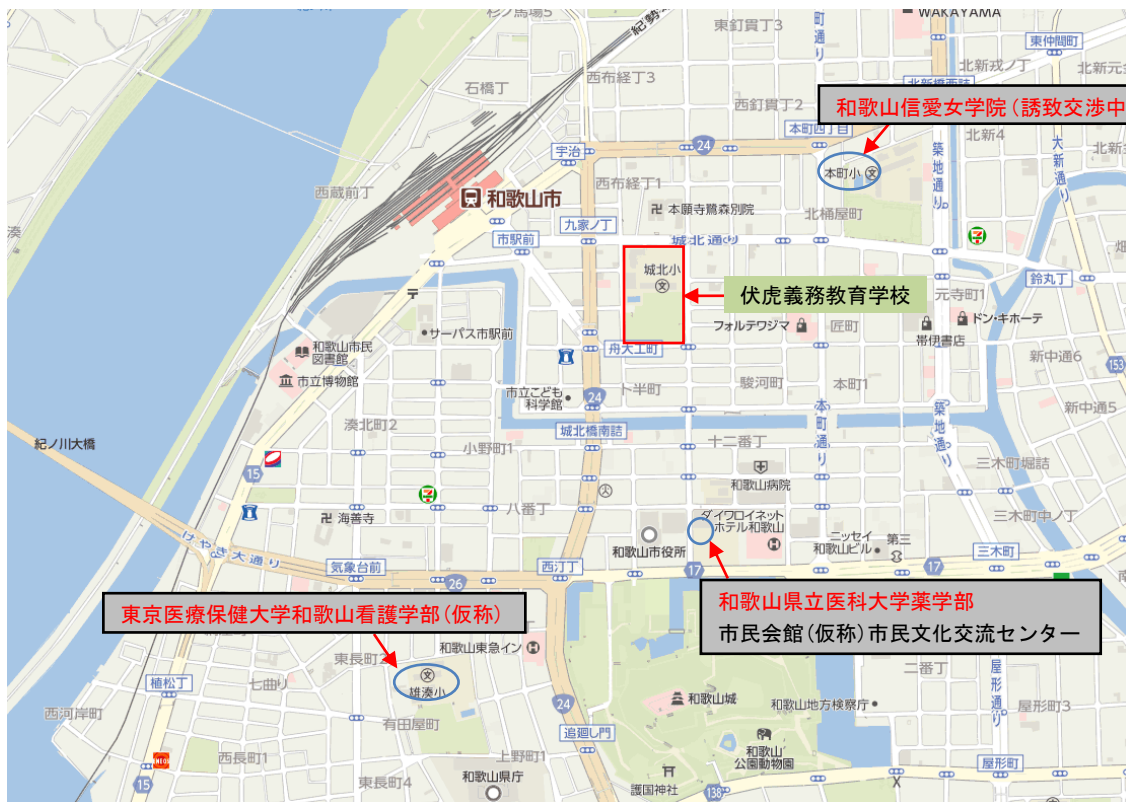 杉ノ馬場5
紀勢
東釘貫丁3
本町通り
WAKAYAMA
東仲間町
北新戎ノ丁
北新元金
北新橋西詰
石橋丁
西布経丁3
西釘貫丁2
和歌山信愛女学院(誘致交渉中
本町四丁目
24
北新4
宇治
築地通り
大新通り
北新金
西蔵前丁
西布経丁1
本町小
和歌山市
本願寺鷺森別院
北桶屋町
湊
九家ノ丁
市駅前
城北通り
畑
城北小
鈴丸丁
伏虎義務教育学校
元寺町1
フォルテワジマ
匠町
ドン・キホーテ
サーパス市駅前
帯伊書店
和歌山市民
図書館
舟大工町
新中通6
153
市立博物館
市立こども
科学館
ト半町
駿河町
本町1
24
新中通5
湊北町2
本町通り
築地通り
城北橋南詰
紀ノ川大橋
小野町1
十二番丁
三木町堀詰
15
和歌山病院
八番丁
海善寺
ダイワロイネット
ホテル和歌山
三木町中ノ丁
けやき大通り
和歌山市役所
ニッセイ
和歌山ビル
第三
三木町
気象台前
26
西汀丁
17
17
南
東京医療保健大学和歌山看護学部(仮称)
和歌山県立医科大学薬学部
市民会館(仮称)市民文化交流センター
和歌山東急イン
東長町2
二番丁
植松丁
七曲り
雄湊小
屋形通り
西河岸町
有田屋町
24
和歌山城
和歌山地方検察庁
屋形町3
追廻し門
西長町1
上野町1
和歌山
公園動物園
屋形町
15
東長町4
和歌山県庁
護国神社
138